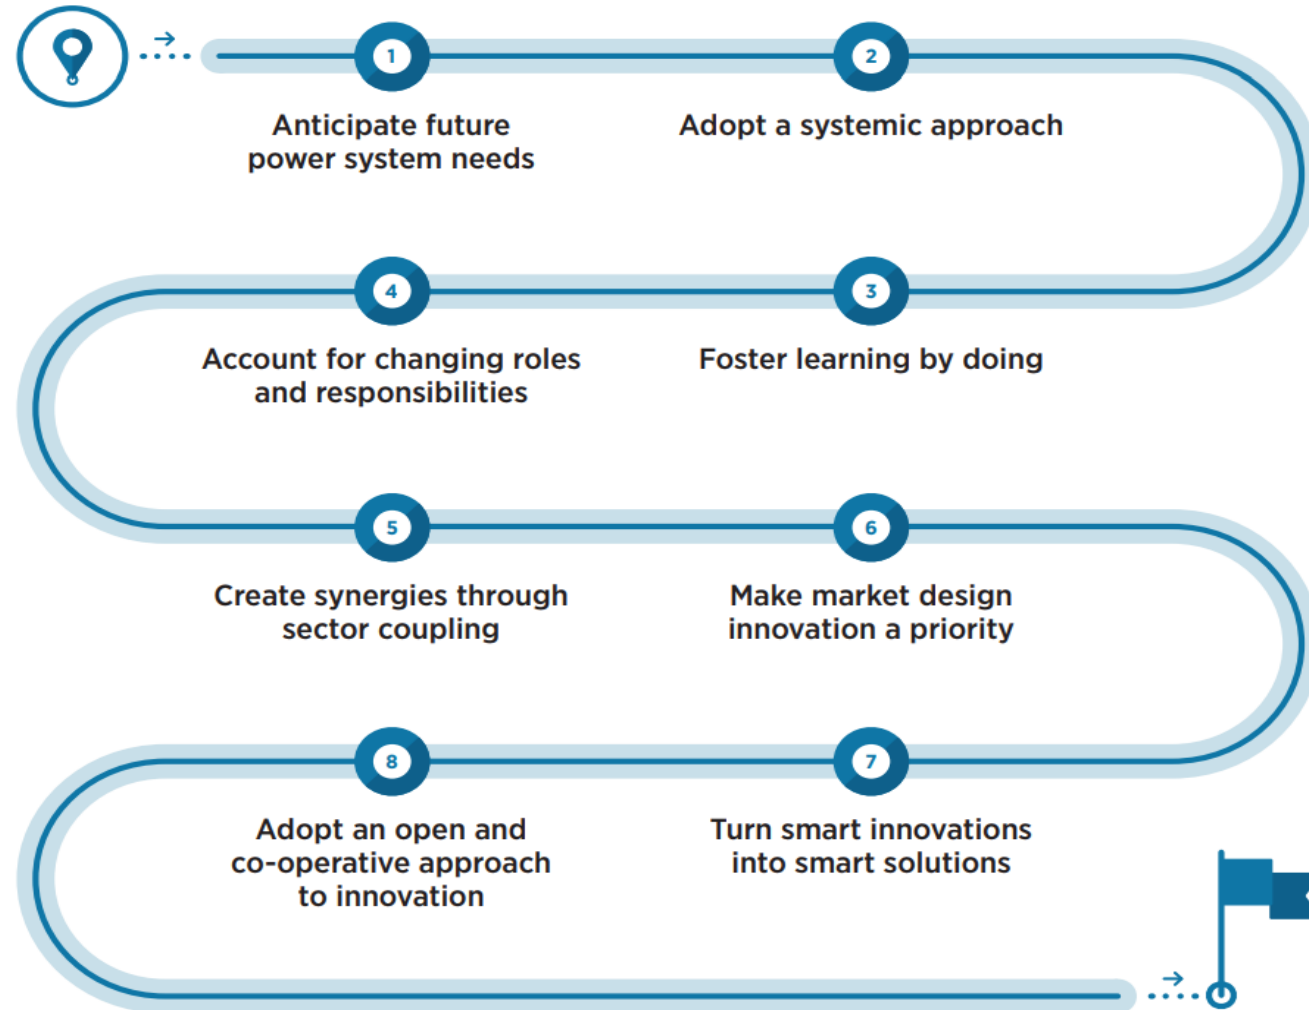 1
Anticipate future
power system needs
2
Adopt a systemic approach
3
Foster learning by doing
4
Account for changing roles
and responsibilities
5
Create synergies through
sector coupling
6
Make market design
innovation a priority
7
Turn smart innovations
into smart solutions
8
Adopt an open and
co-operative approach
to innovation